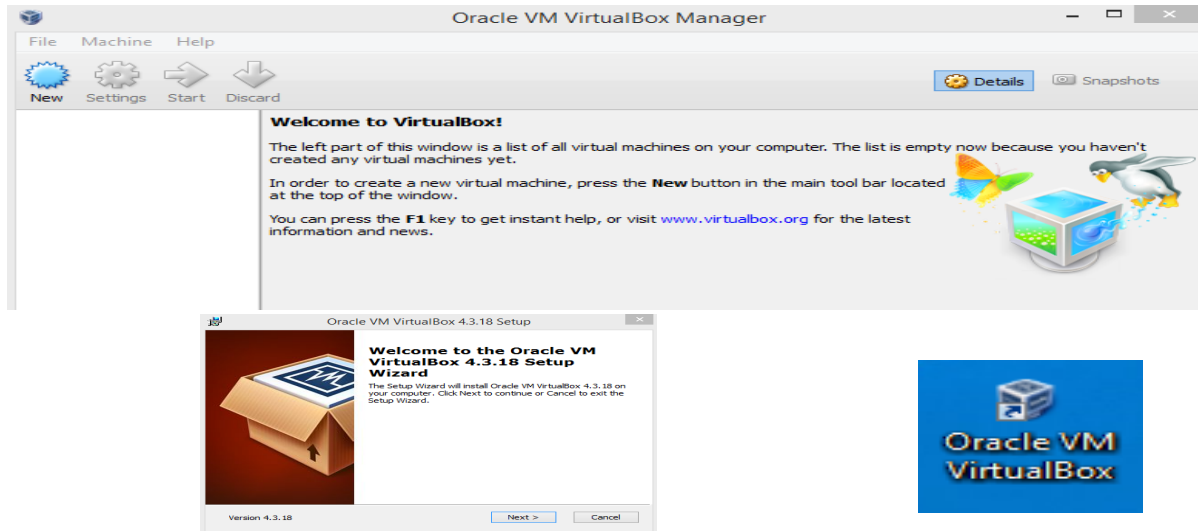 Oracle VM VirtualBox Manager
File Machine Help
New Settings Start Discard
Details Snapshots
Welcome to VirtualBox!
The left part of this window is a list of all virtual machines on your computer. The list is empty now because you haven't
created any virtual machines yet.
In order to create a new virtual machine, press the New button in the main tool bar located
at the top of the window.
You can press the F1 key to get instant help, or visit www.virtualbox.org for the latest
information and news.
Oracle VM VirtualBox 4.3.18 Setup
Welcome to the Oracle VM
VirtualBox 4.3.18 Setup
Wizard
The Setup Wizard will install Oracle VM VirtualBox 4.3.18 on
your computer. Click Next to continue or Cancel to exit the
Setup Wizard.
Version 4.3.18
Next > Cancel
Oracle VM
VirtualBox